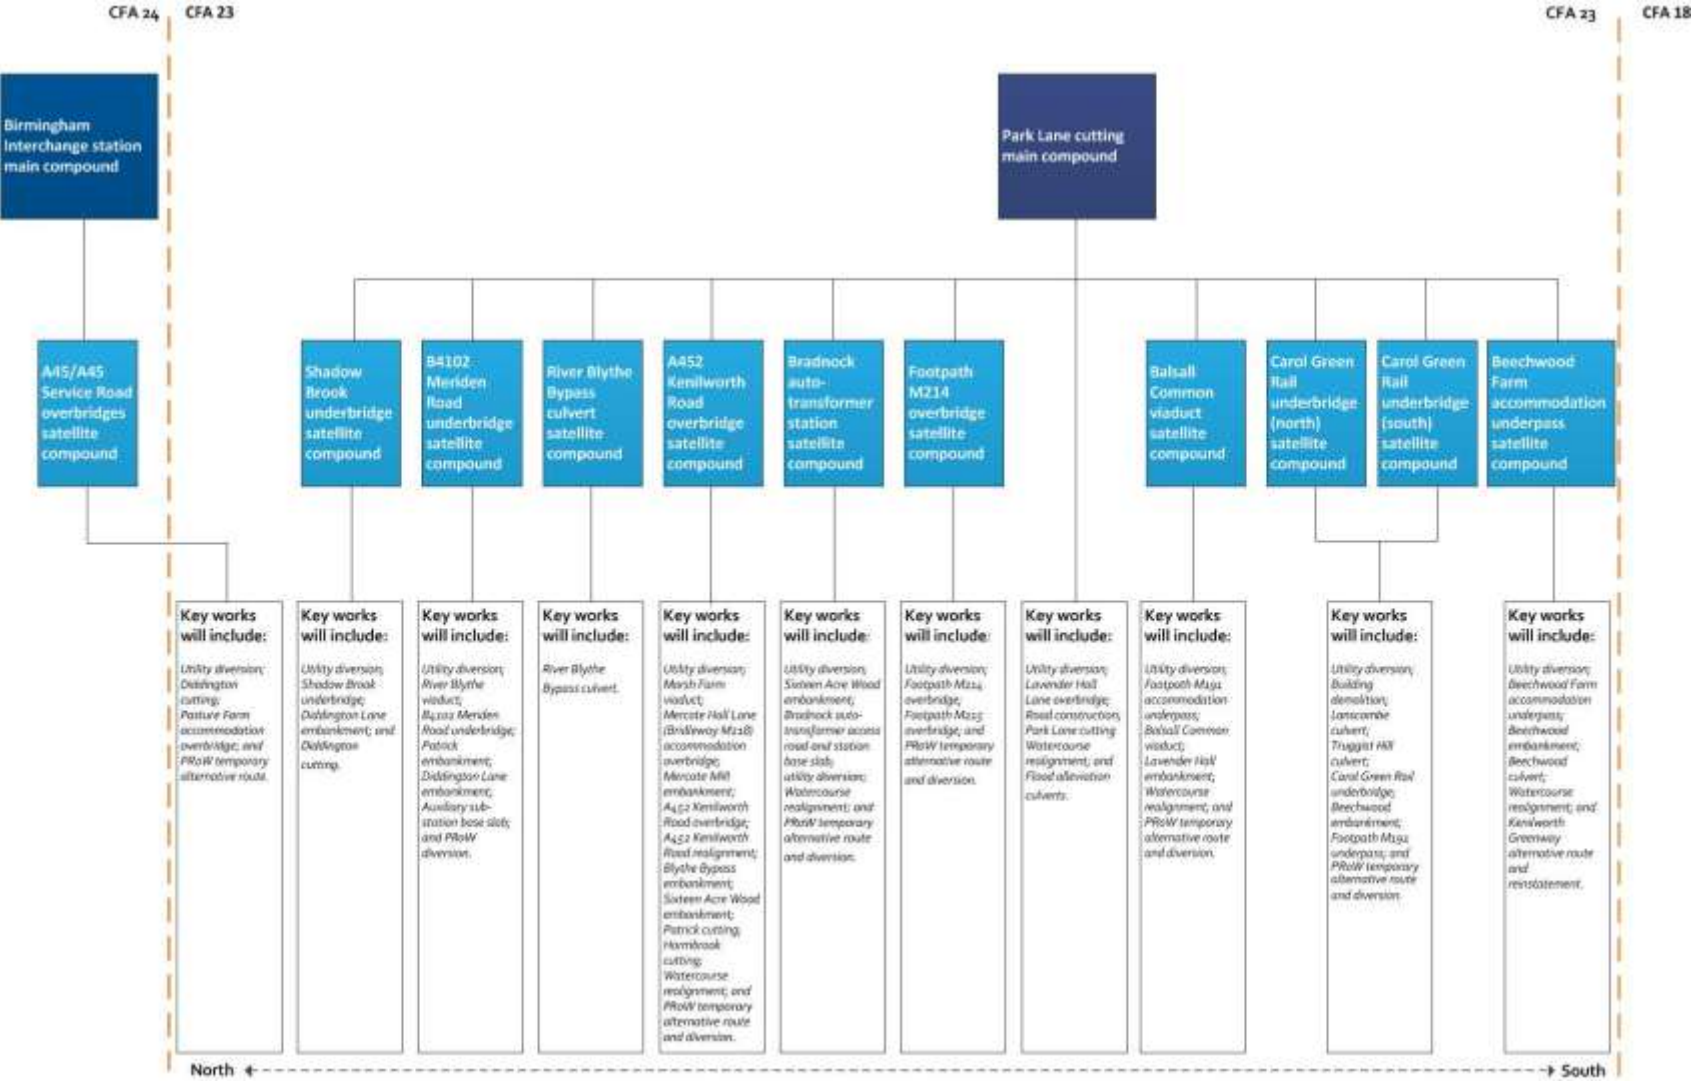 CFA 24
CFA 23
CFA 23
CFA 18
Birmingham
Interchange station
main compound
Park Lane cutting
main compound
A45/A45
Service Road
overbridges
satellite
compound
Shadow
Brook
underbridge
satellite
compound
B4102
Meriden
Road
underbridge
satellite
compound
River Blythe
Bypass
culvert
satellite
compound
A452
Kenilworth
Road
overbridge
satellite
compound
Bradnock
auto-
transformer
station
satellite
compound
Footpath
M214
overbridge
satellite
compound
Balsall
Common
viaduct
satellite
compound
Carol Green
Rail
underbridge
(north)
satellite
compound
Carol Green
Rail
underbridge
(south)
satellite
compound
Beechwood
Farm
accommodation
underpass
satellite
compound
Key works
will include:
Utility diversion;
Diddington
cutting;
Pasture Farm
accommodation
overbridge; and
PRoW temporary
alternative route.
Key works
will include:
Utility diversion;
Shadow Brook
underbridge;
Diddington Lane
embankment; and
Diddington
cutting.
Key works
will include:
Utility diversion;
River Blythe
viaduct;
B4102 Meriden
Road underbridge;
Patrick
embankment;
Diddington Lane
embankment;
Auxiliary sub-
station base slab;
and PRoW
diversion.
Key works
will include:
River Blythe
Bypass culvert.
Key works
will include:
Utility diversion;
Marsh Farm
viaduct;
Mercote Hall Lane
(Bridleway M218)
accommodation
overbridge;
Mercote Mill
embankment;
A452 Kenilworth
Road overbridge;
A452 Kenilworth
Road realignment;
Blythe Bypass
embankment;
Sixteen Acre Wood
embankment;
Patrick cutting;
Hornbrook
cutting;
Watercourse
realignment; and
PRoW temporary
alternative route
and diversion.
Key works
will include:
Utility diversion;
Sixteen Acre Wood
embankment;
Bradnock auto-
transformer access
road and station
base slab;
utility diversion;
Watercourse
realignment; and
PRoW temporary
alternative route
and diversion.
Key works
will include:
Utility diversion;
Footpath M214
overbridge;
Footpath M215
overbridge; and
PRoW temporary
alternative route
and diversion.
Key works
will include:
Utility diversion;
Lavender Hall
Lane overbridge;
Road construction;
Park Lane cutting
Watercourse
realignment; and
Flood alleviation
culverts.
Key works
will include:
Utility diversion;
Footpath M191
accommodation
underpass;
Balsall Common
viaduct;
Lavender Hall
embankment;
Watercourse
realignment; and
PRoW temporary
alternative route
and diversion.
Key works
will include:
Utility diversion;
Building
demolition;
Lanscombe
culvert;
Truggist Hill
culvert;
Carol Green Rail
underbridge;
Beechwood
embankment;
Footpath M192
underpass; and
PRoW temporary
alternative route
and diversion.
Key works
will include:
Utility diversion;
Beechwood Farm
accommodation
underpass;
Beechwood
embankment;
Beechwood
culvert;
Watercourse
realignment; and
Kenilworth
Greenway
alternative route
and
reinstatement.
North
South